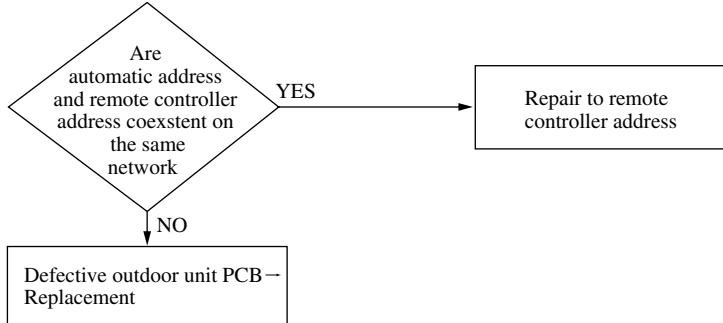 Are
automatic address
and remote controller
address coexstent on
the same
network
YES
Repair to remote
controller address
NO
Defective outdoor unit PCB→
Replacement